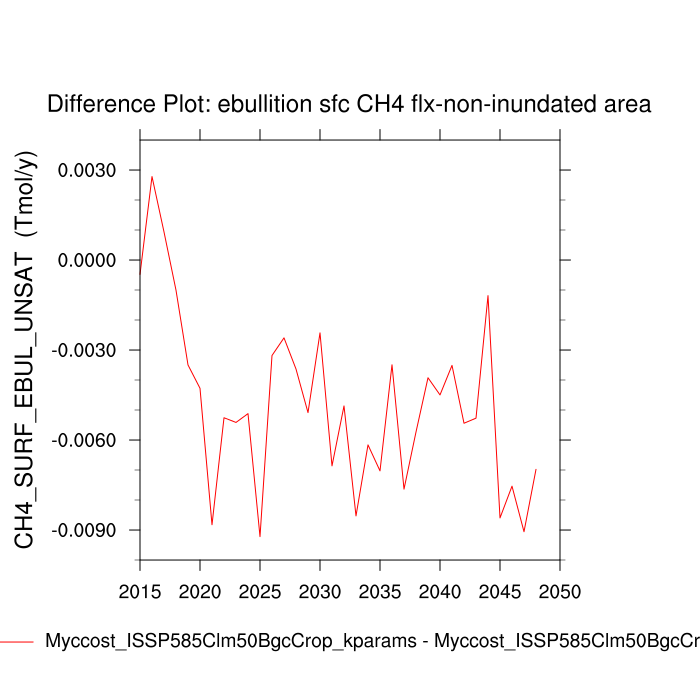 Difference Plot: ebullition sfc CH4 flx-non-inundated area
CH4_SURF_EBUL_UNSAT (Tmol/y)
0.0030
0.0000
-0.0030
-0.0060
-0.0090
2015 2020 2025 2030 2035 2040 2045 2050
Myccost_ISSP585Clm50BgcCrop_kparams - Myccost_ISSP585Clm50BgcCr